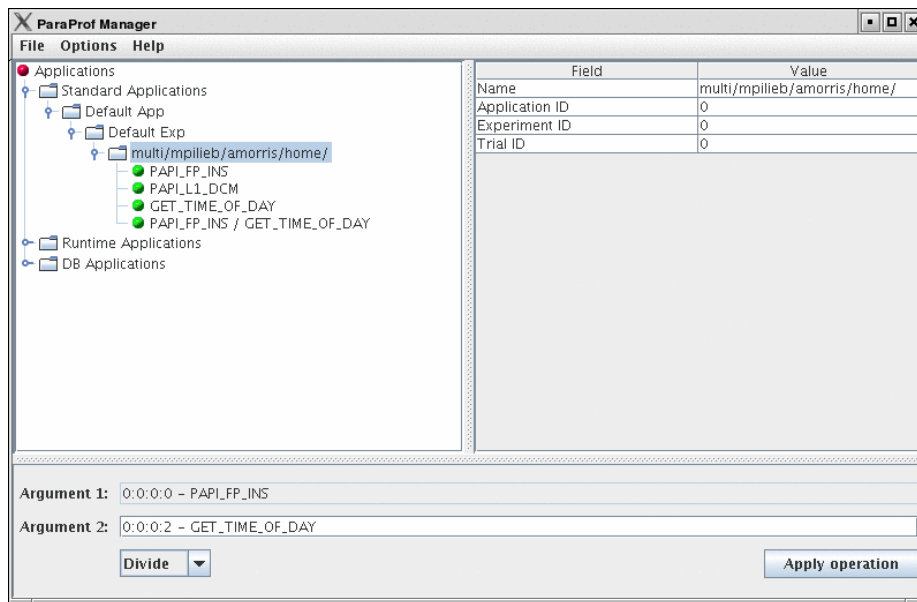 ParaProf Manager
File Options Help
Applications
Standard Applications
Default App
Default Exp
multi/mpilieb/amorris/home/
PAPI_FP_INS
PAPI_L1_DCM
GET_TIME_OF_DAY
PAPI_FP_INS / GET_TIME_OF_DAY
Runtime Applications
DB Applications
Field Value
Name multi/mpilieb/amorris/home/
Application ID 0
Experiment ID 0
Trial ID 0
Argument 1: 0:0:0:0 – PAPI_FP_INS
Argument 2: 0:0:0:2 – GET_TIME_OF_DAY
Divide Apply operation